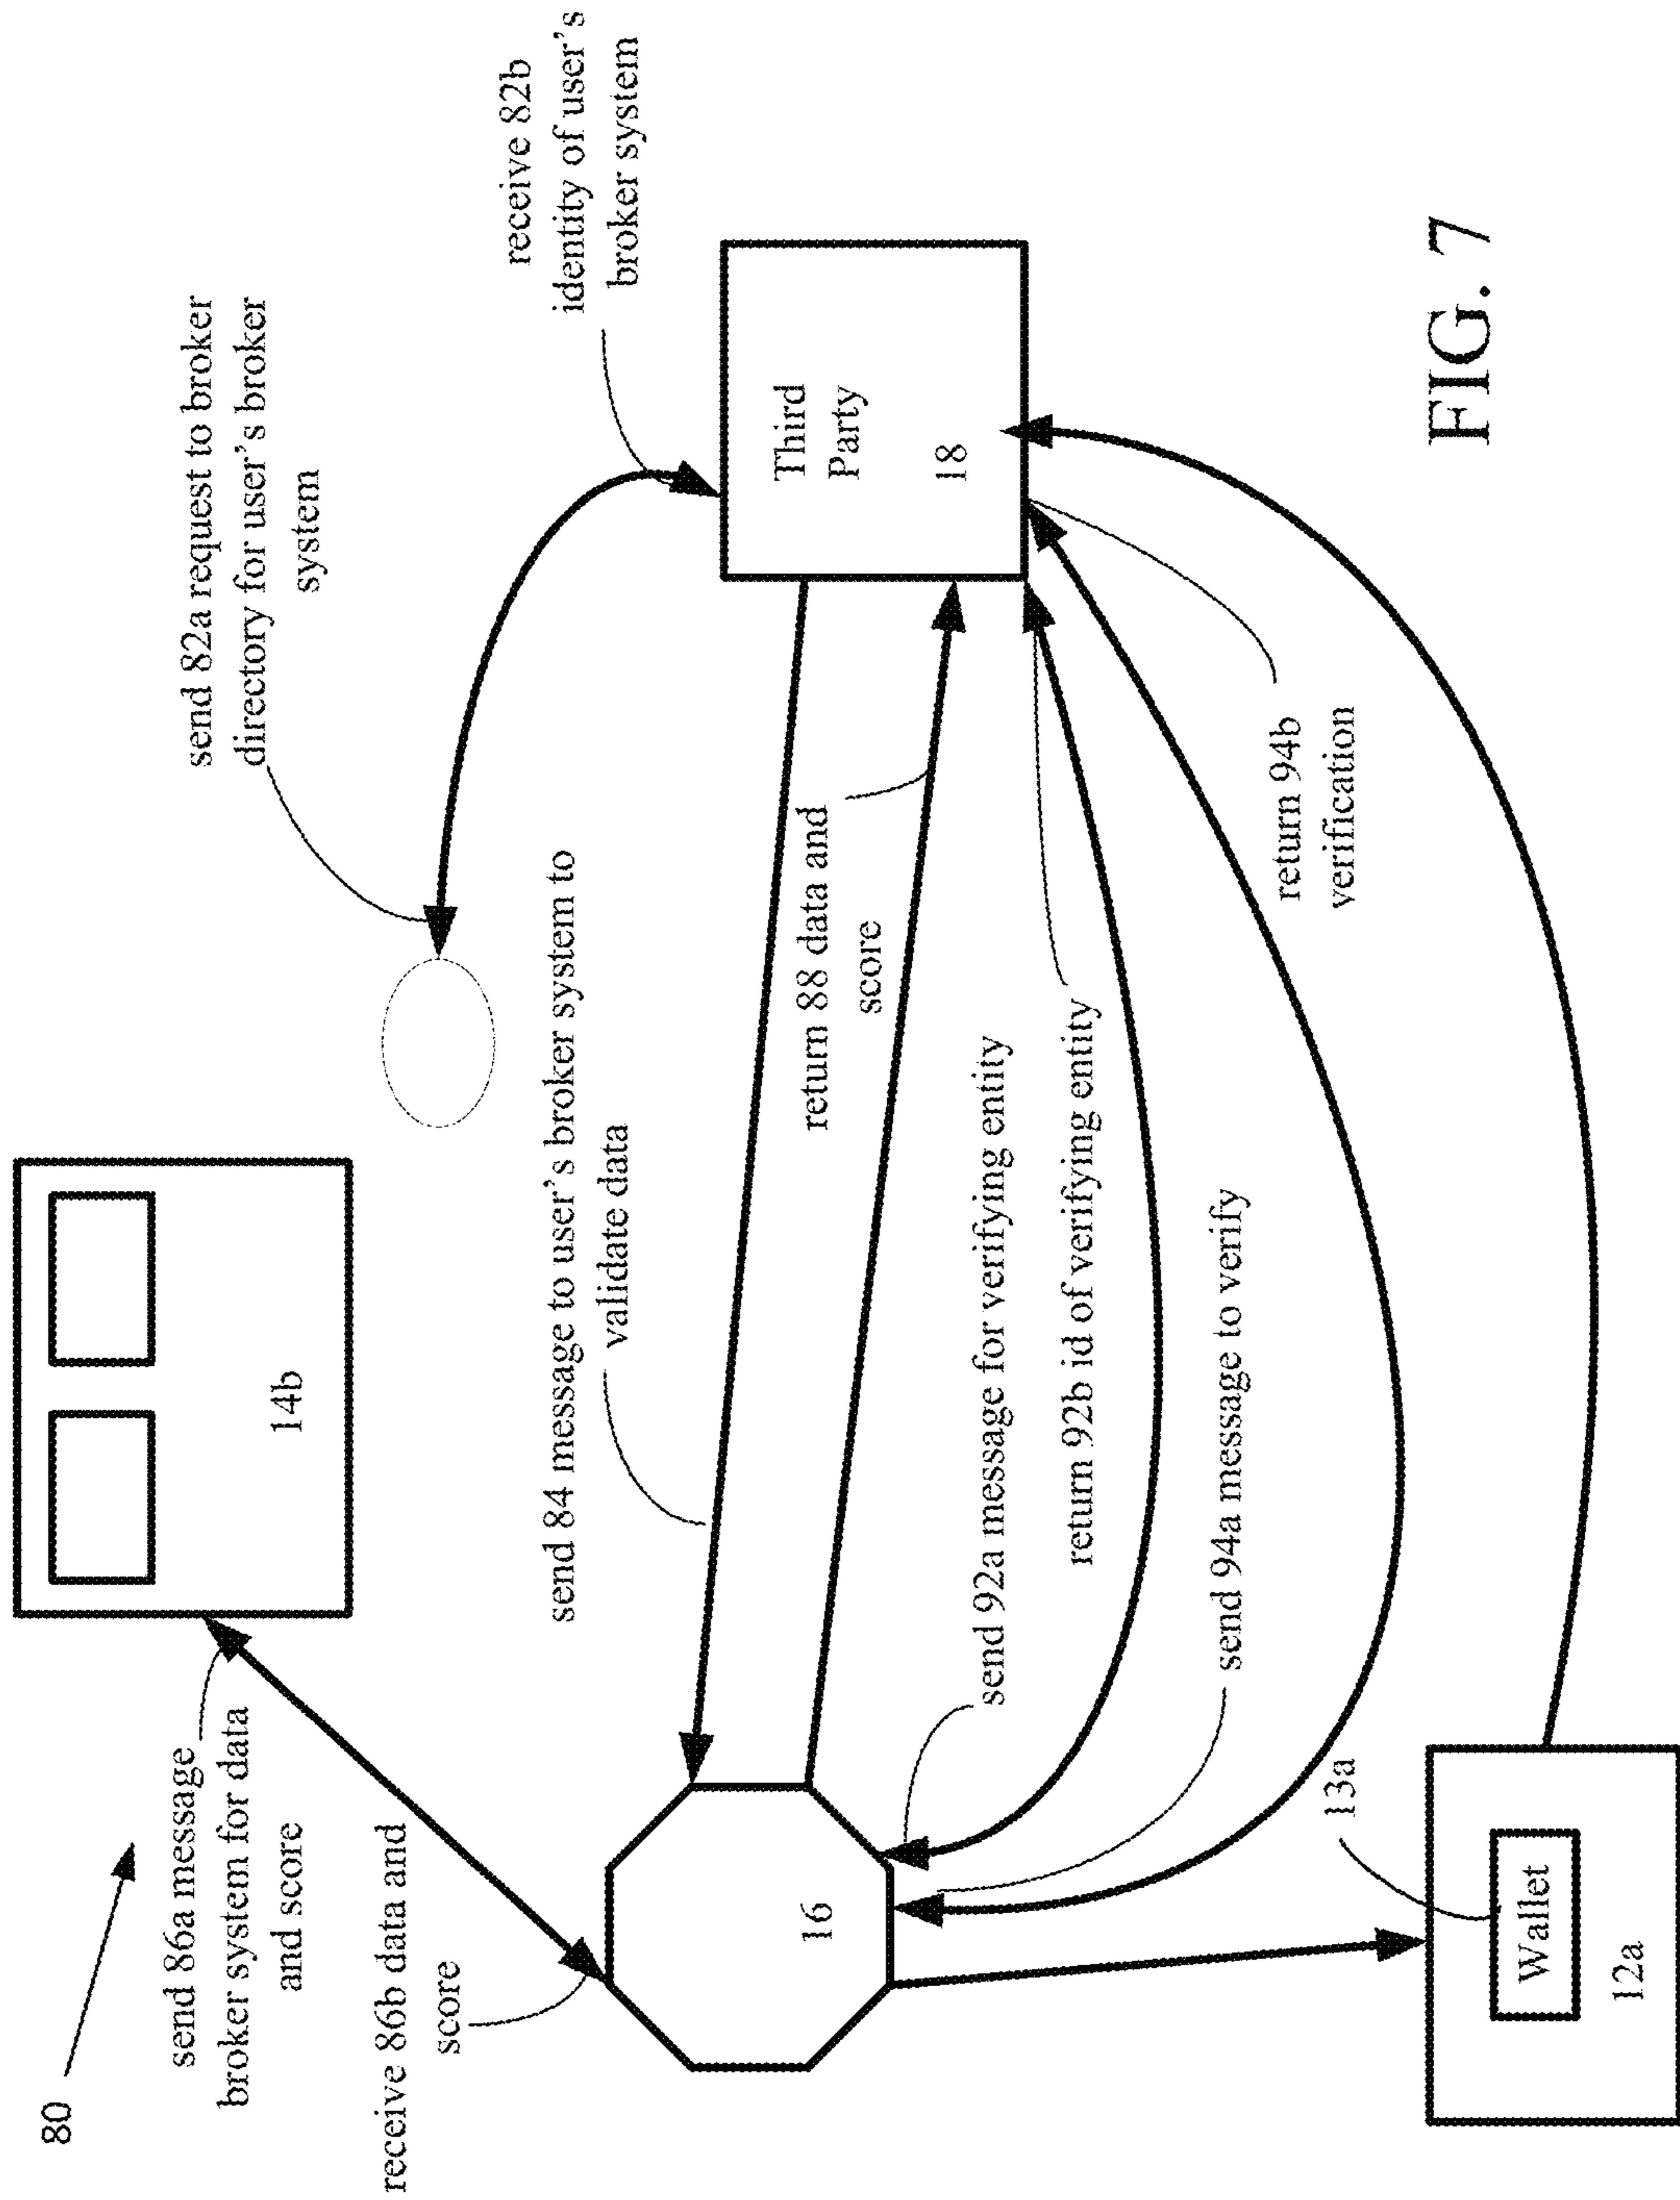 80
send 86a message
broker system for data
and score
receive 86b data and
score
14b
send 82a request to broker
directory for user's broker
system
receive 82b
identity of user's
broker system
send 84 message to user's broker system to
validate data
return 88 data and
score
Third
Party
18
16
send 92a message for verifying entity
return 92b id of verifying entity
send 94a message to verify
return 94b
verification
13a
Wallet
12a
FIG. 7